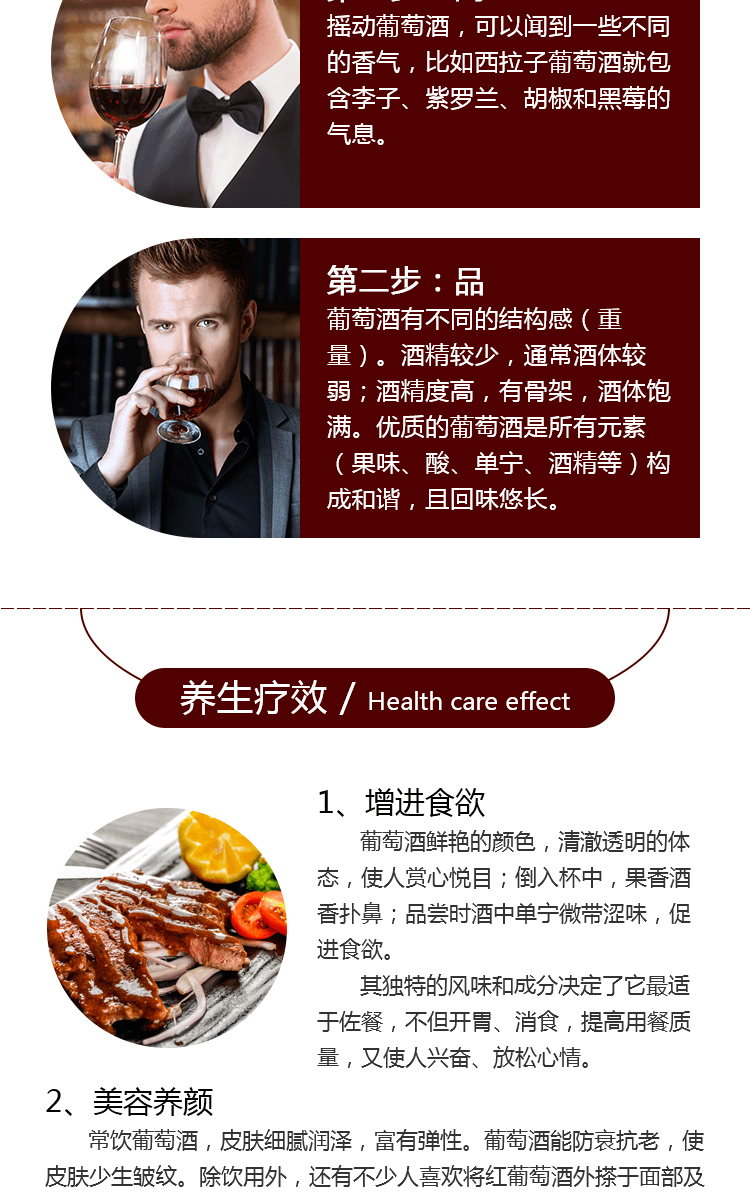 摇动葡萄酒，可以闻到一些不同
的香气，比如西拉子葡萄酒就包
含李子、紫罗兰、胡椒和黑莓的
气息。
第二步：品
葡萄酒有不同的结构感（重
量）。酒精较少，通常酒体较
弱；酒精度高，有骨架，酒体饱
满。优质的葡萄酒是所有元素
（果味、酸、单宁、酒精等）构
成和谐，且回味悠长。
养生疗效 / Health care effect
1、增进食欲
葡萄酒鲜艳的颜色，清澈透明的体
态，使人赏心悦目；倒入杯中，果香酒
香扑鼻；品尝时酒中单宁微带涩味，促
进食欲。
其独特的风味和成分决定了它最适
于佐餐，不但开胃、消食，提高用餐质
量，又使人兴奋、放松心情。
2、美容养颜
常饮葡萄酒，皮肤细腻润泽，富有弹性。葡萄酒能防衰抗老，使
皮肤少生皱纹。除饮用外，还有不少人喜欢将红葡萄酒外搽于面部及